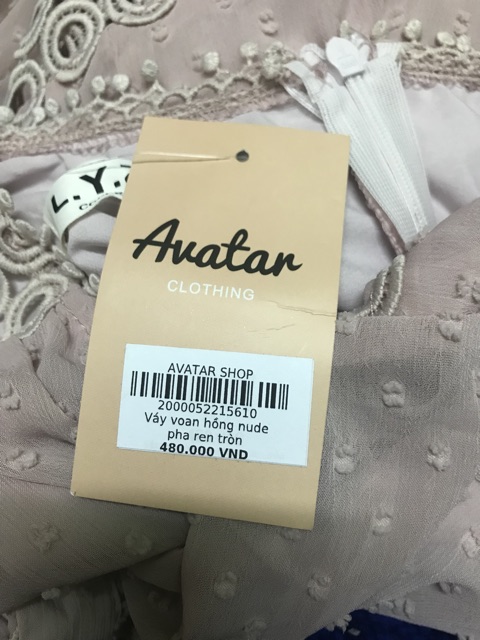 L.Y.
Avatar
CLOTHING
AVATAR SHOP
2000052215610
Váy voan hồng nude
pha ren tròn
480.000 VND